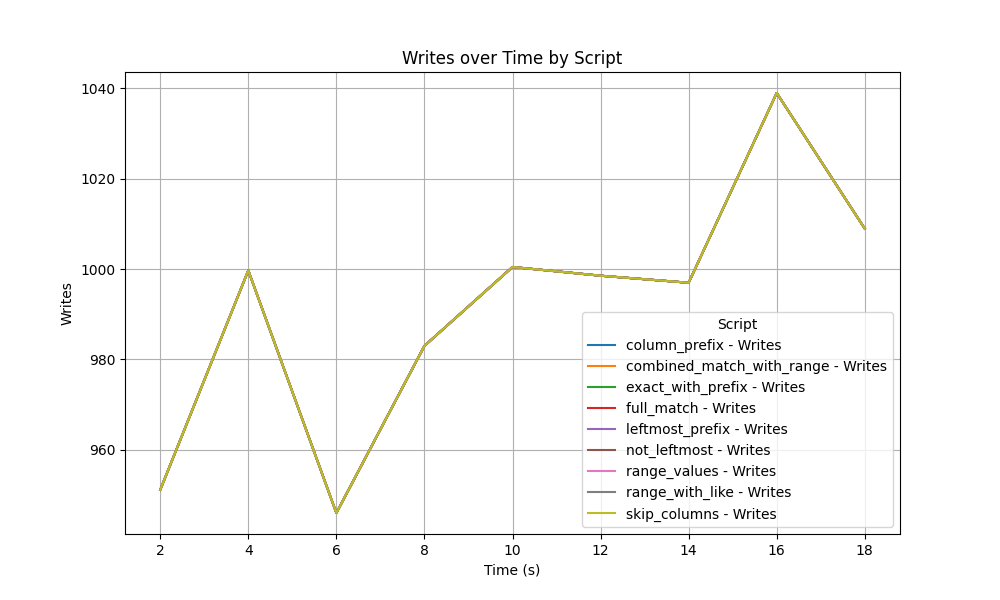 Writes over Time by Script
1040
1020
1000
980
960
Writes
2 4 6 8 10 12 14 16 18
Time (s)
Script
column_prefix - Writes
combined_match_with_range - Writes
exact_with_prefix - Writes
full_match - Writes
leftmost_prefix - Writes
not_leftmost - Writes
range_values - Writes
range_with_like - Writes
skip_columns - Writes